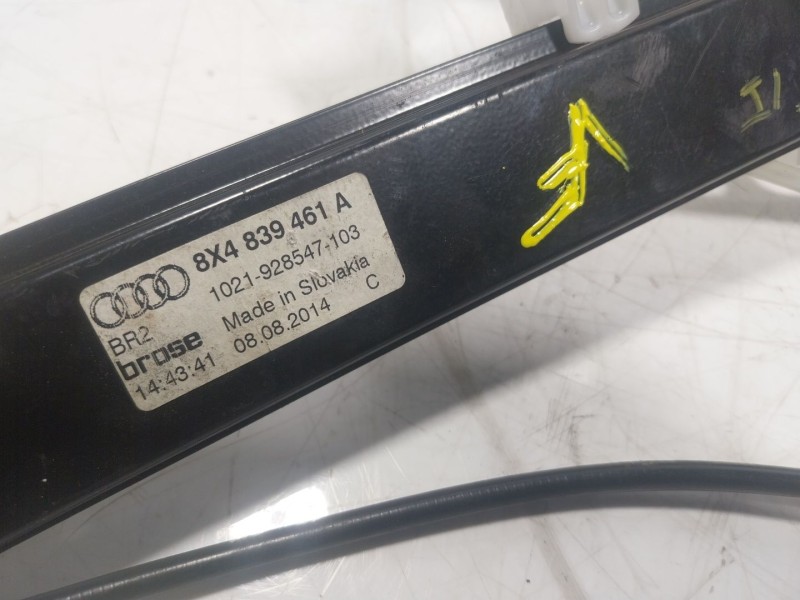 8X4 839 461 A
1021-928547-103
BR2
Made in Slovakia
brose
08.08.2014 C
14:43:41